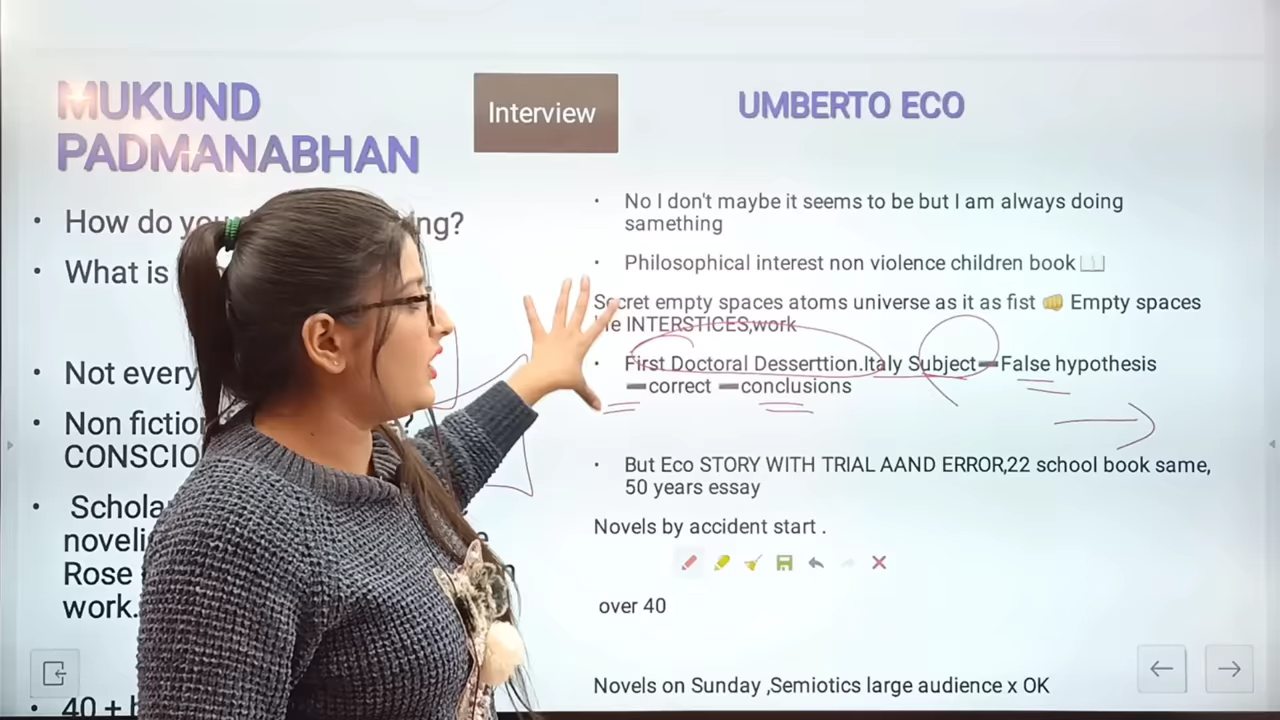 MUKUND
PADMANABHAN
Interview
UMBERTO ECO
• How do ng?
• What is
Not every
• Non fiction ?
CONSCIO
• Schola
noveli
Rose
work.
• 40 +
• No I don't maybe it seems to be but I am always doing
samething
• Philosophical interest non violence children book 📖
Secret empty spaces atoms universe as it as fist 👊 Empty spaces
INTERSTICES,work
• First Doctoral Desserttion.Italy Subject➖False hypothesis
➖correct ➖conclusions
• But Eco STORY WITH TRIAL AAND ERROR,22 school book same,
50 years essay
Novels by accident start .
over 40
Novels on Sunday ,Semiotics large audience x OK